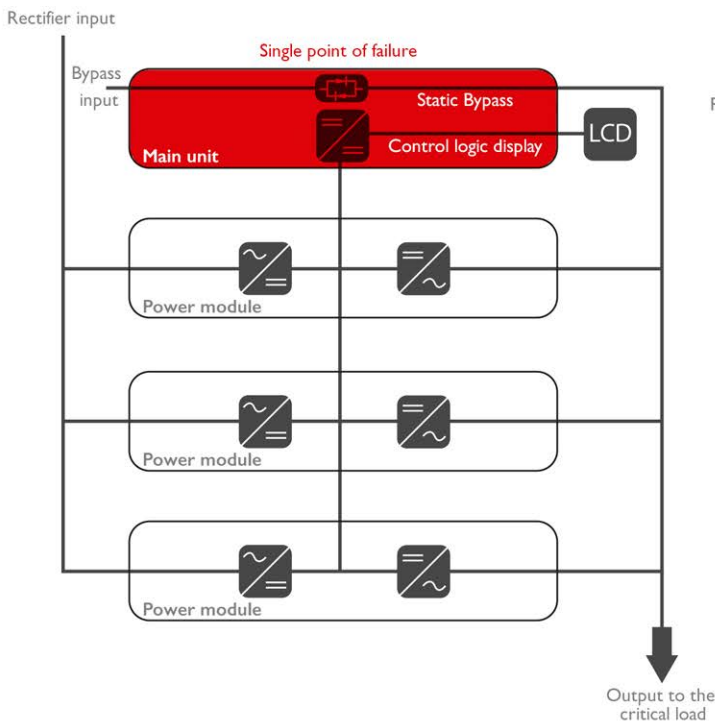 Rectifier input
Single point of failure
Bypass
input
Static Bypass
LCD
Control logic display
Main unit
Power module
Power module
Power module
Output to the
critical load